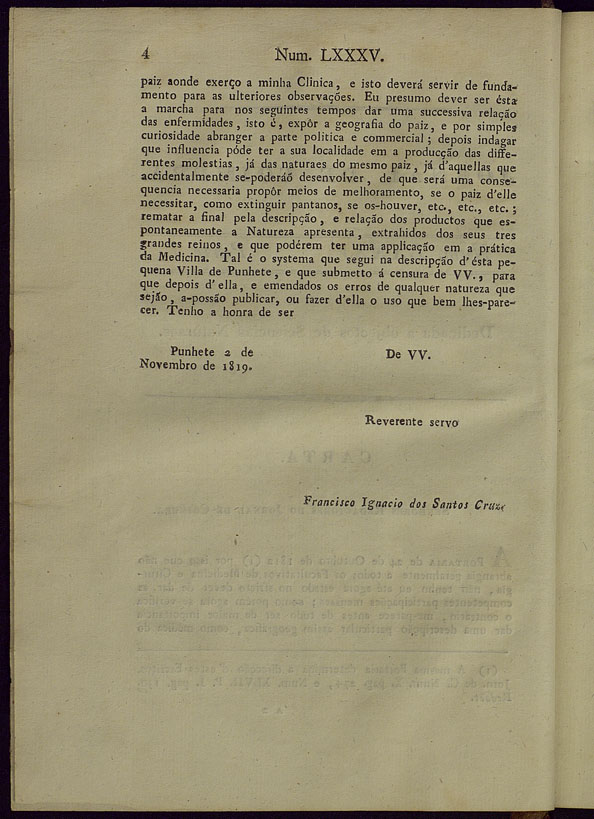 4 Num. LXXXV.
paiz aonde exerço a minha Clinica, e isto deverá servir de funda-
mento para as ulteriores observações. Eu presumo dever ser ésta
a marcha para nos seguintes tempos dar uma successiva relação
das enfermidades, isto é, expôr a geografia do paiz, e por simples
curiosidade abranger a parte politica e commercial; depois indagar
que influencia póde ter a sua localidade em a producção das diffe-
rentes molestias, já das naturaes do mesmo paiz, já d'aquellas que
accidentalmente se-poderáõ desenvolver, de que será uma conse-
quencia necessaria propôr meios de melhoramento, se o paiz d'elle
necessitar, como extinguir pantanos, se os-houver, etc., etc., etc.;
rematar a final pela descripção, e relação dos productos que es-
pontaneamente a Natureza apresenta, extrahidos dos seus tres
grandes reinos, e que podérem ter uma applicação em a prática
da Medicina. Tal é o systema que segui na descripção d'ésta pe-
quena Villa de Punhete, e que submetto á censura de VV., para
que depois d'ella, e emendados os erros de qualquer natureza que
sejão, a-possão publicar, ou fazer d'ella o uso que bem lhes-pare-
cer. Tenho a honra de ser
Punhete 2 de De VV.
Novembro de 1819.
Reverente servo
Francisco Ignacio dos Santos Cruz.